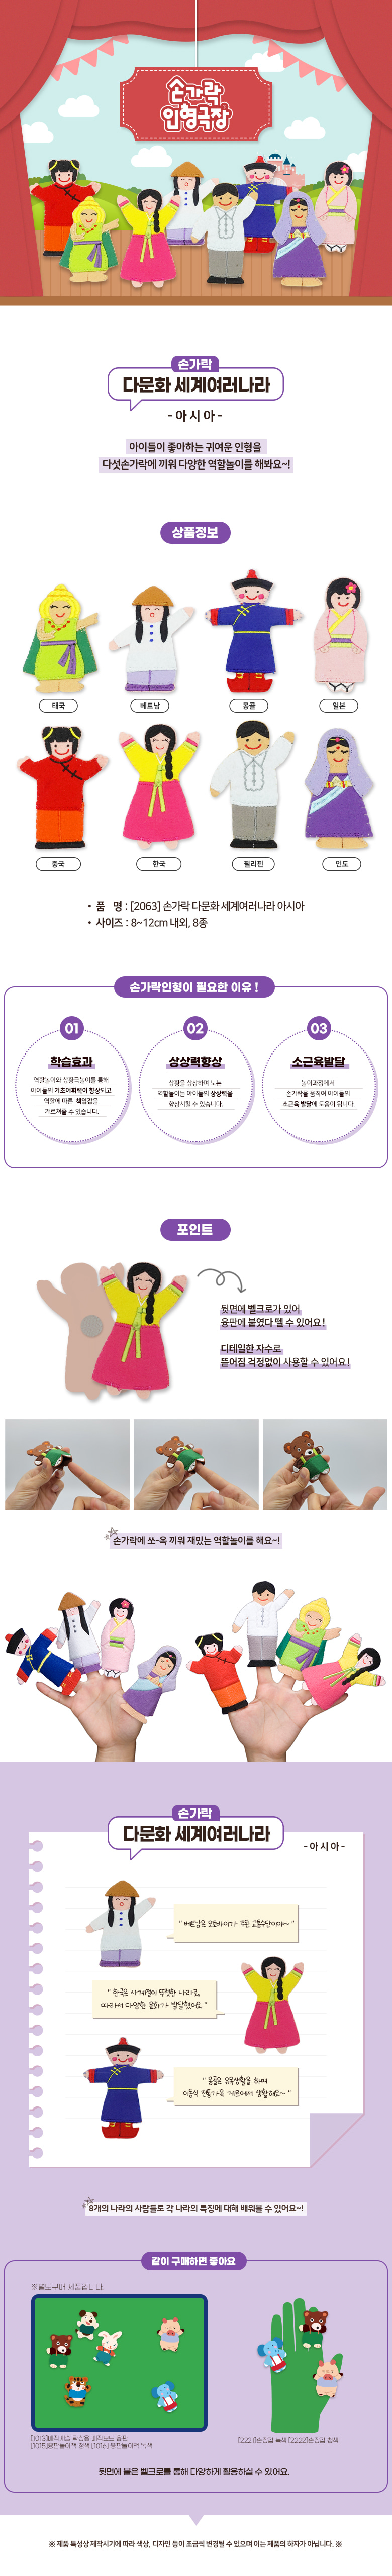 손가락
인형극장
손가락
다문화 세계여러나라
- 아 시 아 -
아이들이 좋아하는 귀여운 인형을
다섯손가락에 끼워 다양한 역할놀이를 해봐요~!
상품정보
태국
베트남
몽골
일본
중국
한국
필리핀
인도
• 품 명 : [2063] 손가락 다문화 세계여러나라 아시아
• 사이즈 : 8~12cm 내외, 8종
손가락인형이 필요한 이유 !
01
학습효과
역할놀이와 상황극놀이를 통해
아이들의 기초어휘력이 향상되고
역할에 따른 책임감을
가르쳐줄 수 있습니다.
02
상상력향상
상황을 상상하며 노는
역할놀이는 아이들의 상상력을
향상시킬 수 있습니다.
03
소근육발달
놀이과정에서
손가락을 움직여 아이들의
소근육 발달에 도움이 됩니다.
포인트
뒷면에 벨크로가 있어
융판에 붙였다 뗄 수 있어요!
디테일한 자수로
뜯어짐 걱정없이 사용할 수 있어요!
손가락에 쏘-옥 끼워 재밌는 역할놀이를 해요~!
손가락
다문화 세계여러나라
- 아 시 아 -
" 베트남은 오토바이가 주된 교통수단이야~ "
" 한국은 사계절이 뚜렷한 나라로,
따라서 다양한 문화가 발달했어요. "
" 몽골은 유목생활을 하며
이동식 전통가옥 게르에서 생활해요~ "
8개의 나라의 사람들로 각 나라의 특징에 대해 배워볼 수 있어요~!
같이 구매하면 좋아요
※별도구매 제품입니다.
[1013]매직캐슬 탁상용 매직보드 융판
[1015]융판놀이책 청색 [1016] 융판놀이책 녹색
[2221]손장갑 녹색 [2222]손장갑 청색
뒷면에 붙은 벨크로를 통해 다양하게 활용하실 수 있어요.
※ 제품 특성상 제작시기에 따라 색상, 디자인 등이 조금씩 변경될 수 있으며 이는 제품의 하자가 아닙니다. ※